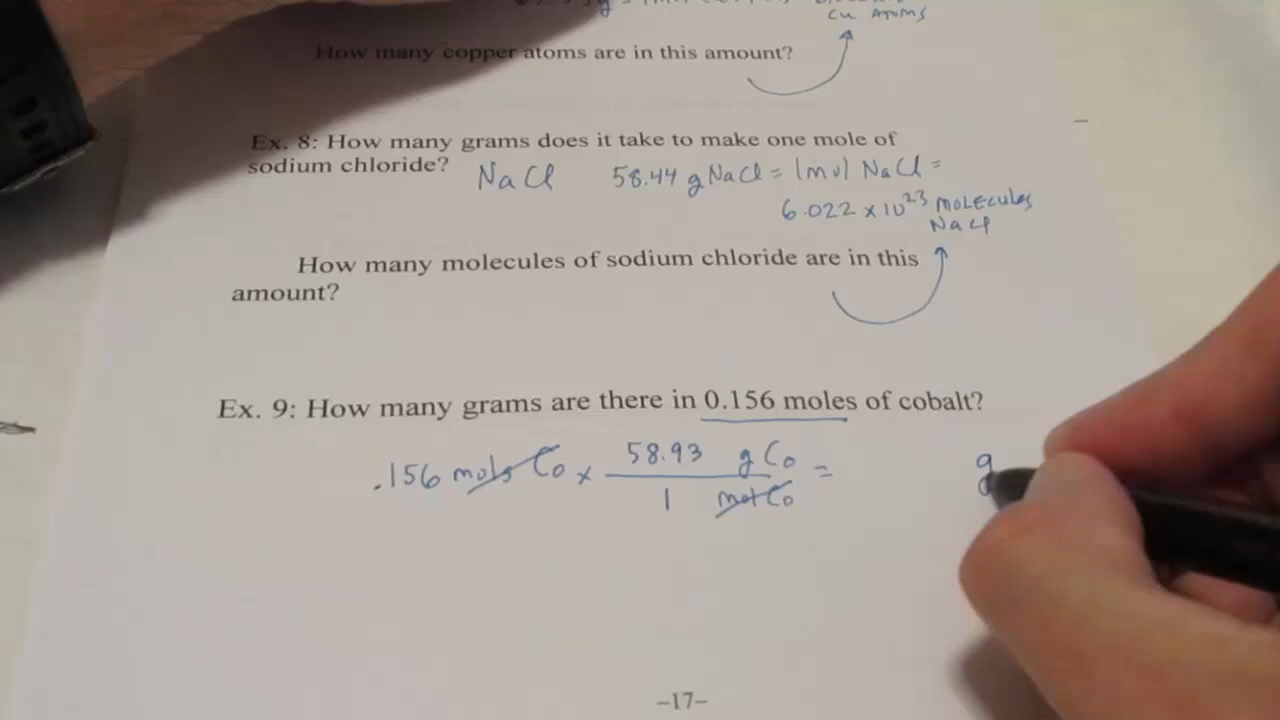 Cu Atoms
How many copper atoms are in this amount?
Ex. 8: How many grams does it take to make one mole of
sodium chloride? NaCl 58.44 g NaCl = 1 mol NaCl =
6.022 x 10²³ molecules
NaCl
How many molecules of sodium chloride are in this
amount?
Ex. 9: How many grams are there in 0.156 moles of cobalt?
58.93 g Co
.156 mols Co x = g
1 mol Co
–17–